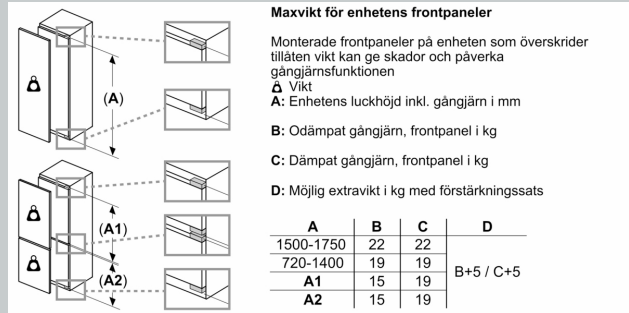 Maxvikt för enhetens frontpaneler
Monterade frontpaneler på enheten som överskrider
tillåten vikt kan ge skador och påverka
gångjärnsfunktionen
Vikt
A: Enhetens luckhöjd inkl. gångjärn i mm
B: Odämpat gångjärn, frontpanel i kg
C: Dämpat gångjärn, frontpanel i kg
D: Möjlig extravikt i kg med förstärkningssats
(A)
(A1)
(A2)
A B C D
1500-1750 22 22
720-1400 19 19
B+5 / C+5
A1 15 19
A2 15 19